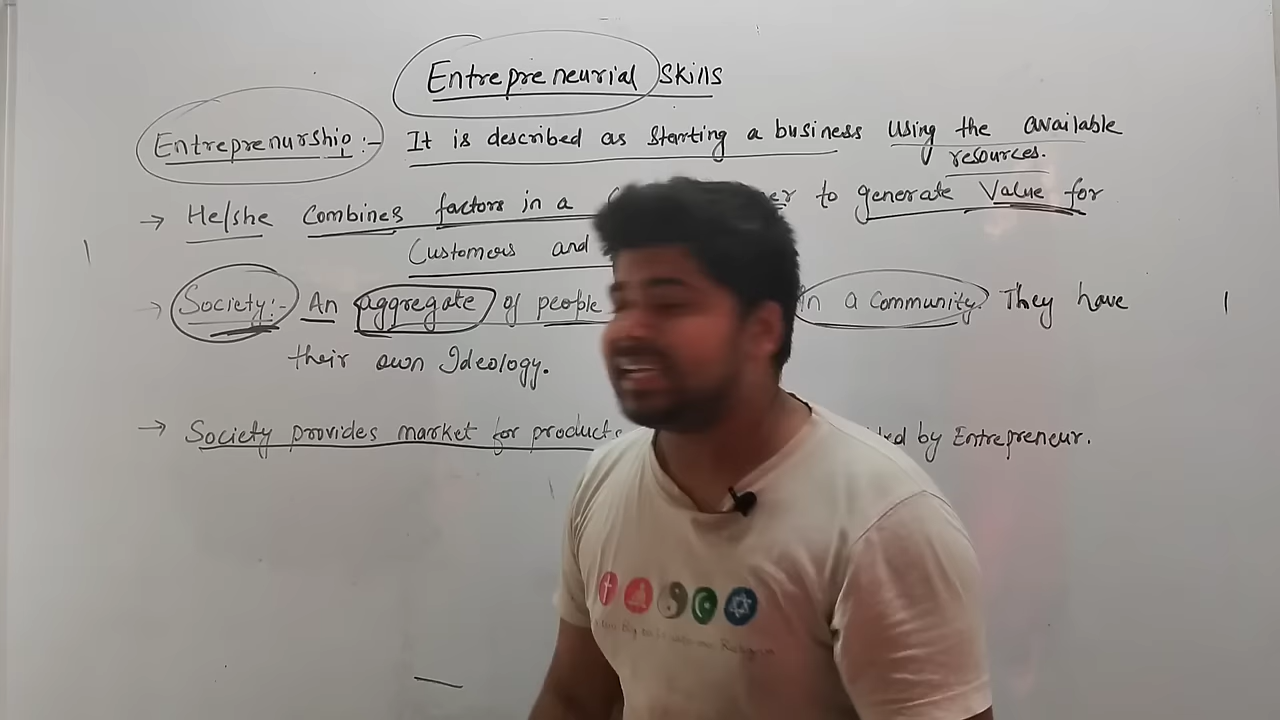 Entrepreneurial Skills
Entreprenurship:- It is described as starting a business using the available
resources.
→ He/she Combines factors in a to generate Value for
Customers and
→ Society:- An aggregate of people in a Community. They have
their own Ideology.
→ Society provides market for products by Entrepreneur.